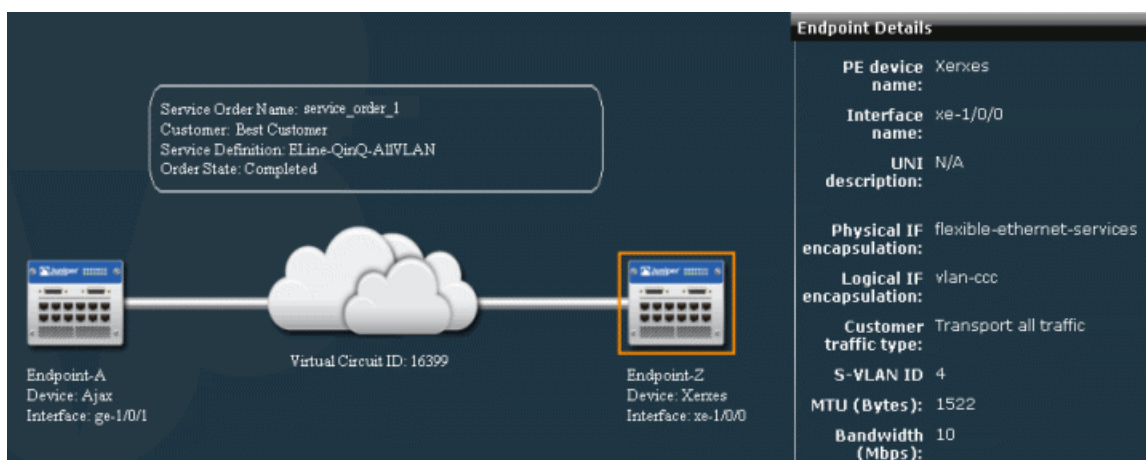 Service Order Name: service_order_1
Customer: Best Customer
Service Definition: ELine-QinQ-AllVLAN
Order State: Completed
Juniper
Juniper
Virtual Circuit ID: 16399
Endpoint-A
Device: Ajax
Interface: ge-1/0/1
Endpoint-Z
Device: Xerxes
Interface: xe-1/0/0
Endpoint Details
PE device name: Xerxes
Interface name: xe-1/0/0
UNI description: N/A
Physical IF encapsulation: flexible-ethernet-services
Logical IF encapsulation: vlan-ccc
Customer traffic type: Transport all traffic
S-VLAN ID 4
MTU (Bytes): 1522
Bandwidth (Mbps): 10